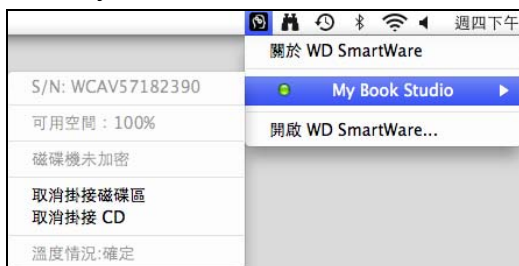 週四下午
關於 WD SmartWare
My Book Studio
開啟 WD SmartWare...
S/N: WCAV57182390
可用空間：100%
磁碟機未加密
取消掛接磁碟區
取消掛接 CD
溫度情況:確定